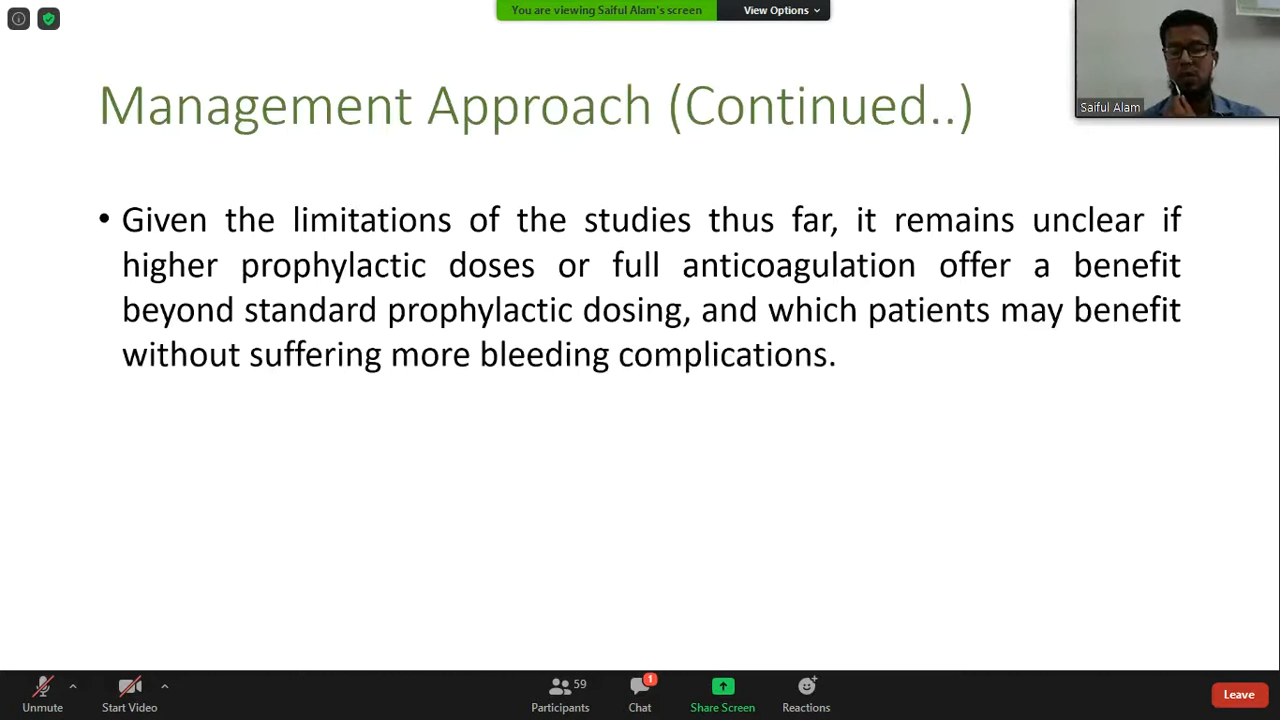 You are viewing Saiful Alam's screen
View Options
Saiful Alam
Management Approach (Continued..)
• Given the limitations of the studies thus far, it remains unclear if
higher prophylactic doses or full anticoagulation offer a benefit
beyond standard prophylactic dosing, and which patients may benefit
without suffering more bleeding complications.
Unmute
Start Video
59
Participants
1
Chat
Share Screen
Reactions
Leave